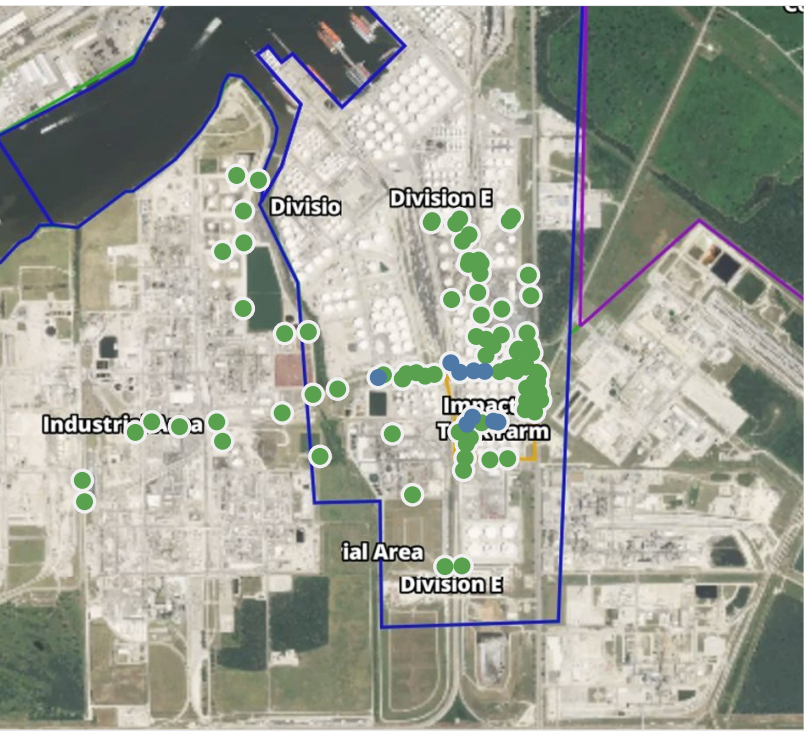 Division E
Divisio
Impact
Industrial Area
Tank Farm
ial Area
Division E